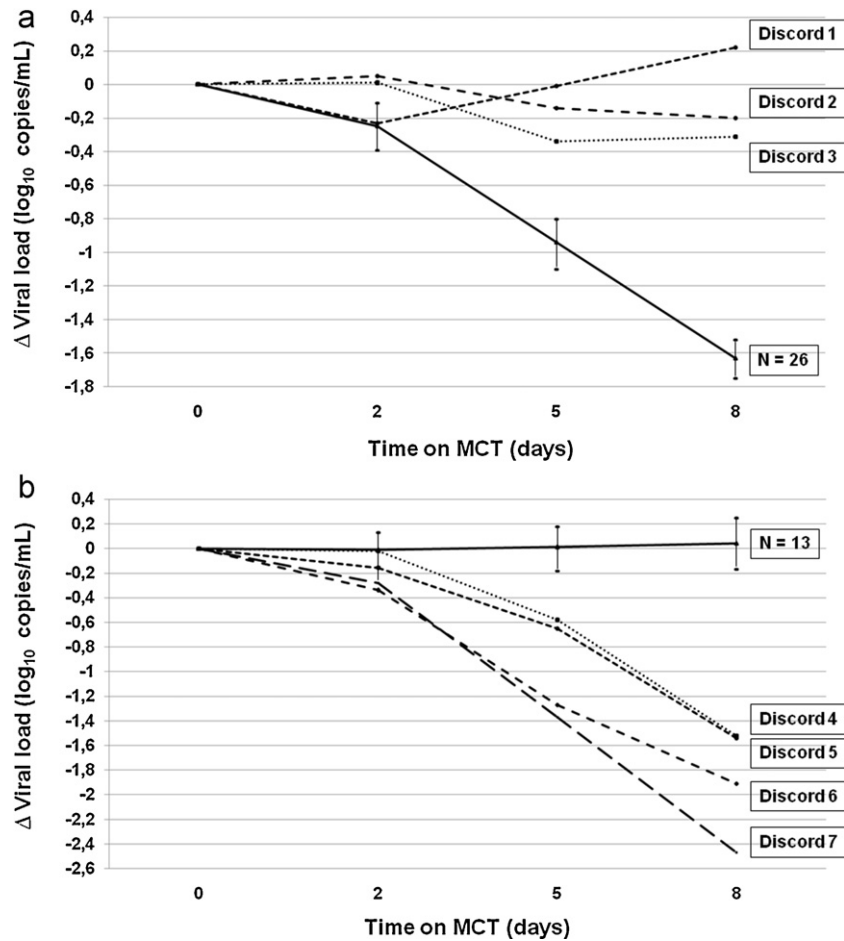 a
Δ Viral load (log₁₀ copies/mL)
0,4
0,2
0
-0,2
-0,4
-0,6
-0,8
-1
-1,2
-1,4
-1,6
-1,8
Discord 1
Discord 2
Discord 3
N = 26
0 2 5 8
Time on MCT (days)
b
Δ Viral load (log₁₀ copies/mL)
0,4
0,2
0
-0,2
-0,4
-0,6
-0,8
-1
-1,2
-1,4
-1,6
-1,8
-2
-2,2
-2,4
-2,6
N = 13
Discord 4
Discord 5
Discord 6
Discord 7
0 2 5 8
Time on MCT (days)